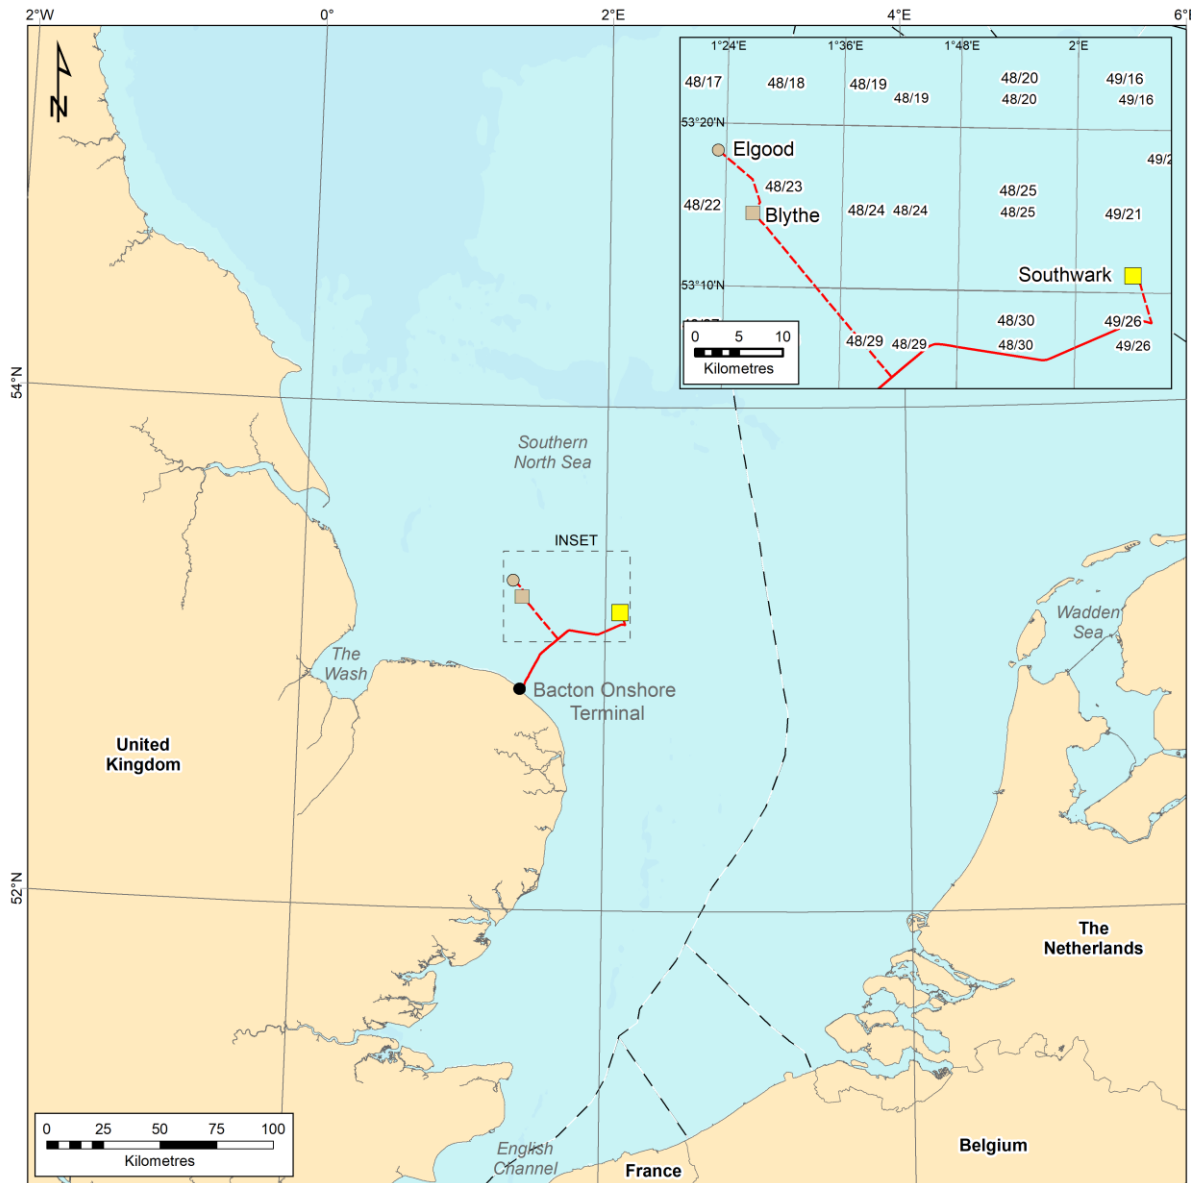 2°W
0°
2°E
4°E
6°
N
1°24'E
1°36'E
1°48'E
2°E
48/17
48/18
48/19
48/20
49/16
48/19
48/20
49/16
53°20'N
Elgood
48/23
48/25
48/22
Blythe
48/24
48/24
48/25
49/21
Southwark
53°10'N
48/30
49/26
48/29
48/29
48/30
49/26
0
5
10
Kilometres
54°N
Southern
North Sea
INSET
Wadden
Sea
The
Wash
Bacton Onshore
Terminal
United
Kingdom
52°N
The
Netherlands
0
25
50
75
100
Kilometres
English
Channel
France
Belgium